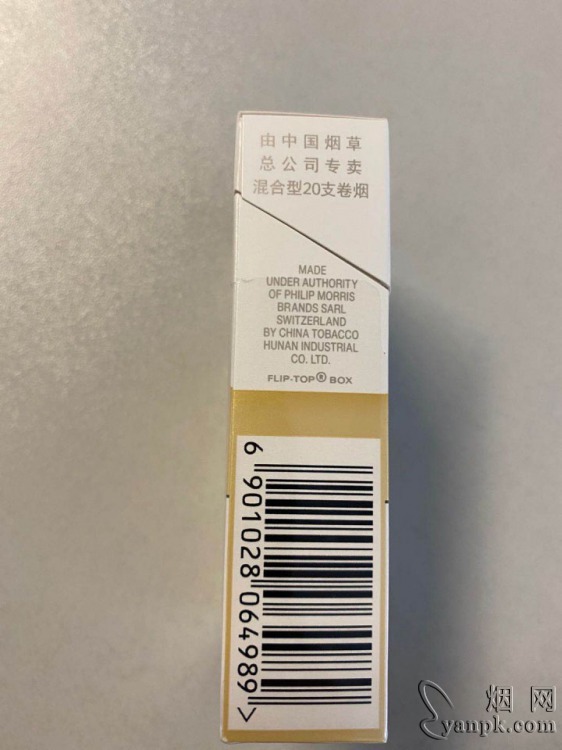 由中国烟草
总公司专卖
混合型20支卷烟
MADE
UNDER AUTHORITY
OF PHILIP MORRIS
BRANDS SARL
SWITZERLAND
BY CHINA TOBACCO
HUNAN INDUSTRIAL
CO. LTD.
FLIP-TOP® BOX
6 901028 064989 >
烟网
yanpk.com